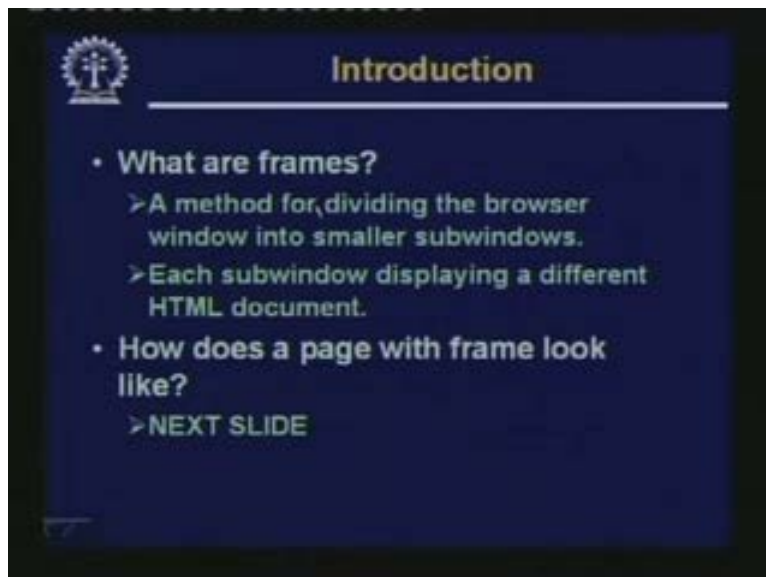 Introduction
• What are frames?
➢A method for dividing the browser
window into smaller subwindows.
➢Each subwindow displaying a different
HTML document.
• How does a page with frame look
like?
➢NEXT SLIDE